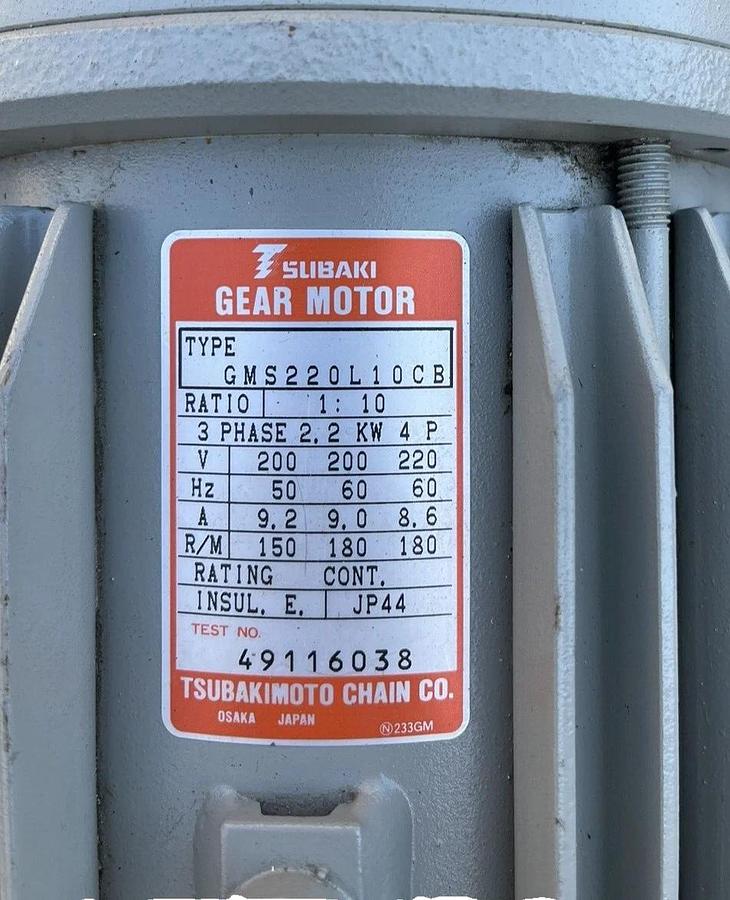 TSUBAKI
GEAR MOTOR
TYPE
GMS220L10CB
RATIO 1: 10
3 PHASE 2.2 KW 4 P
V 200 200 220
Hz 50 60 60
A 9.2 9.0 8.6
R/M 150 180 180
RATING CONT.
INSUL. E. JP44
TEST NO.
49116038
TSUBAKIMOTO CHAIN CO.
OSAKA JAPAN Ⓝ233GM